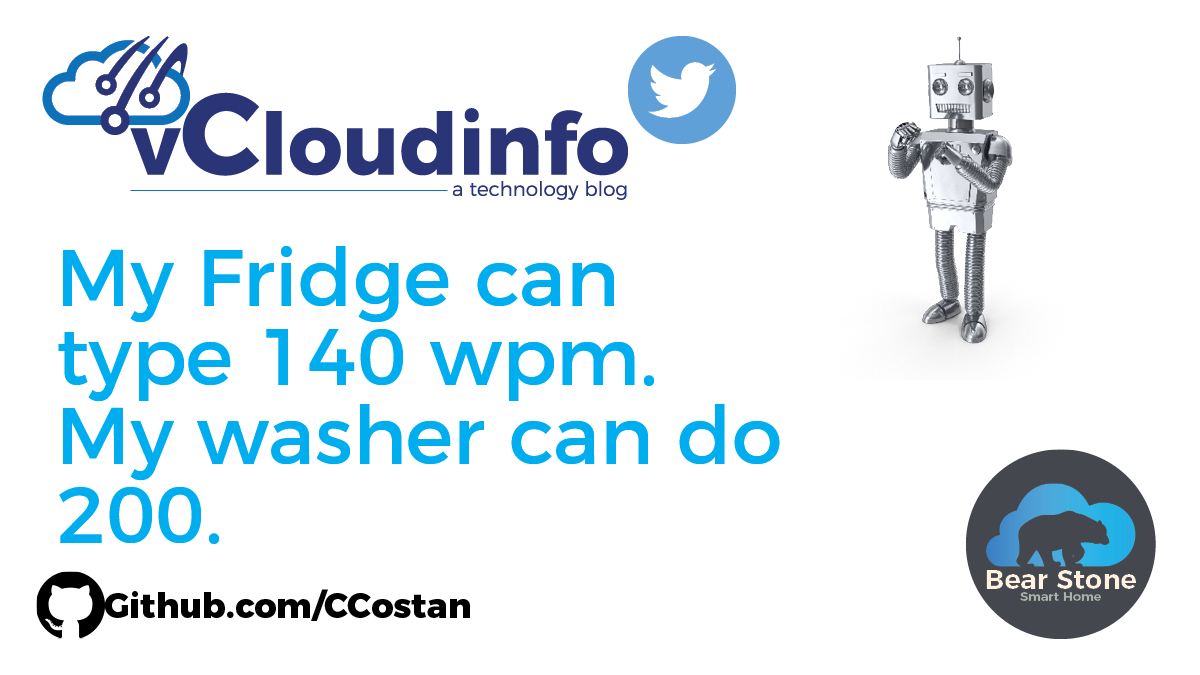 vCloudinfo
a technology blog
My Fridge can
type 140 wpm.
My washer can do
200.
Github.com/CCostan
Bear Stone
Smart Home